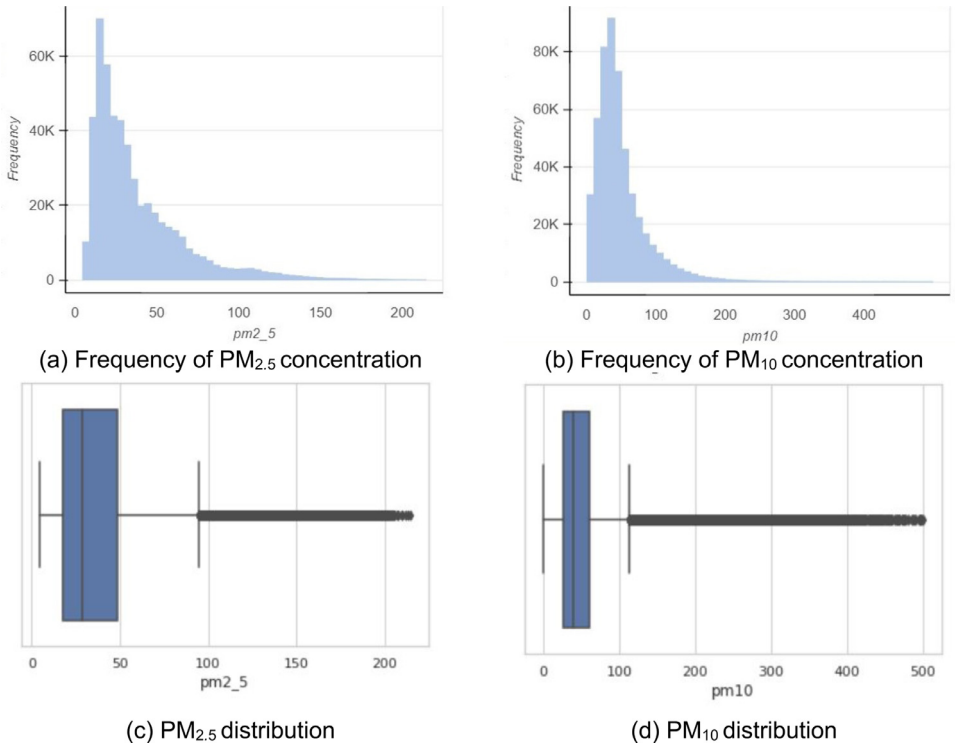 60K
40K
20K
0
Frequency
0 50 100 150 200
pm2_5
(a) Frequency of PM2.5 concentration
80K
60K
40K
20K
0
Frequency
0 100 200 300 400
pm10
(b) Frequency of PM10 concentration
0 50 100 150 200
pm2_5
(c) PM2.5 distribution
0 100 200 300 400 500
pm10
(d) PM10 distribution